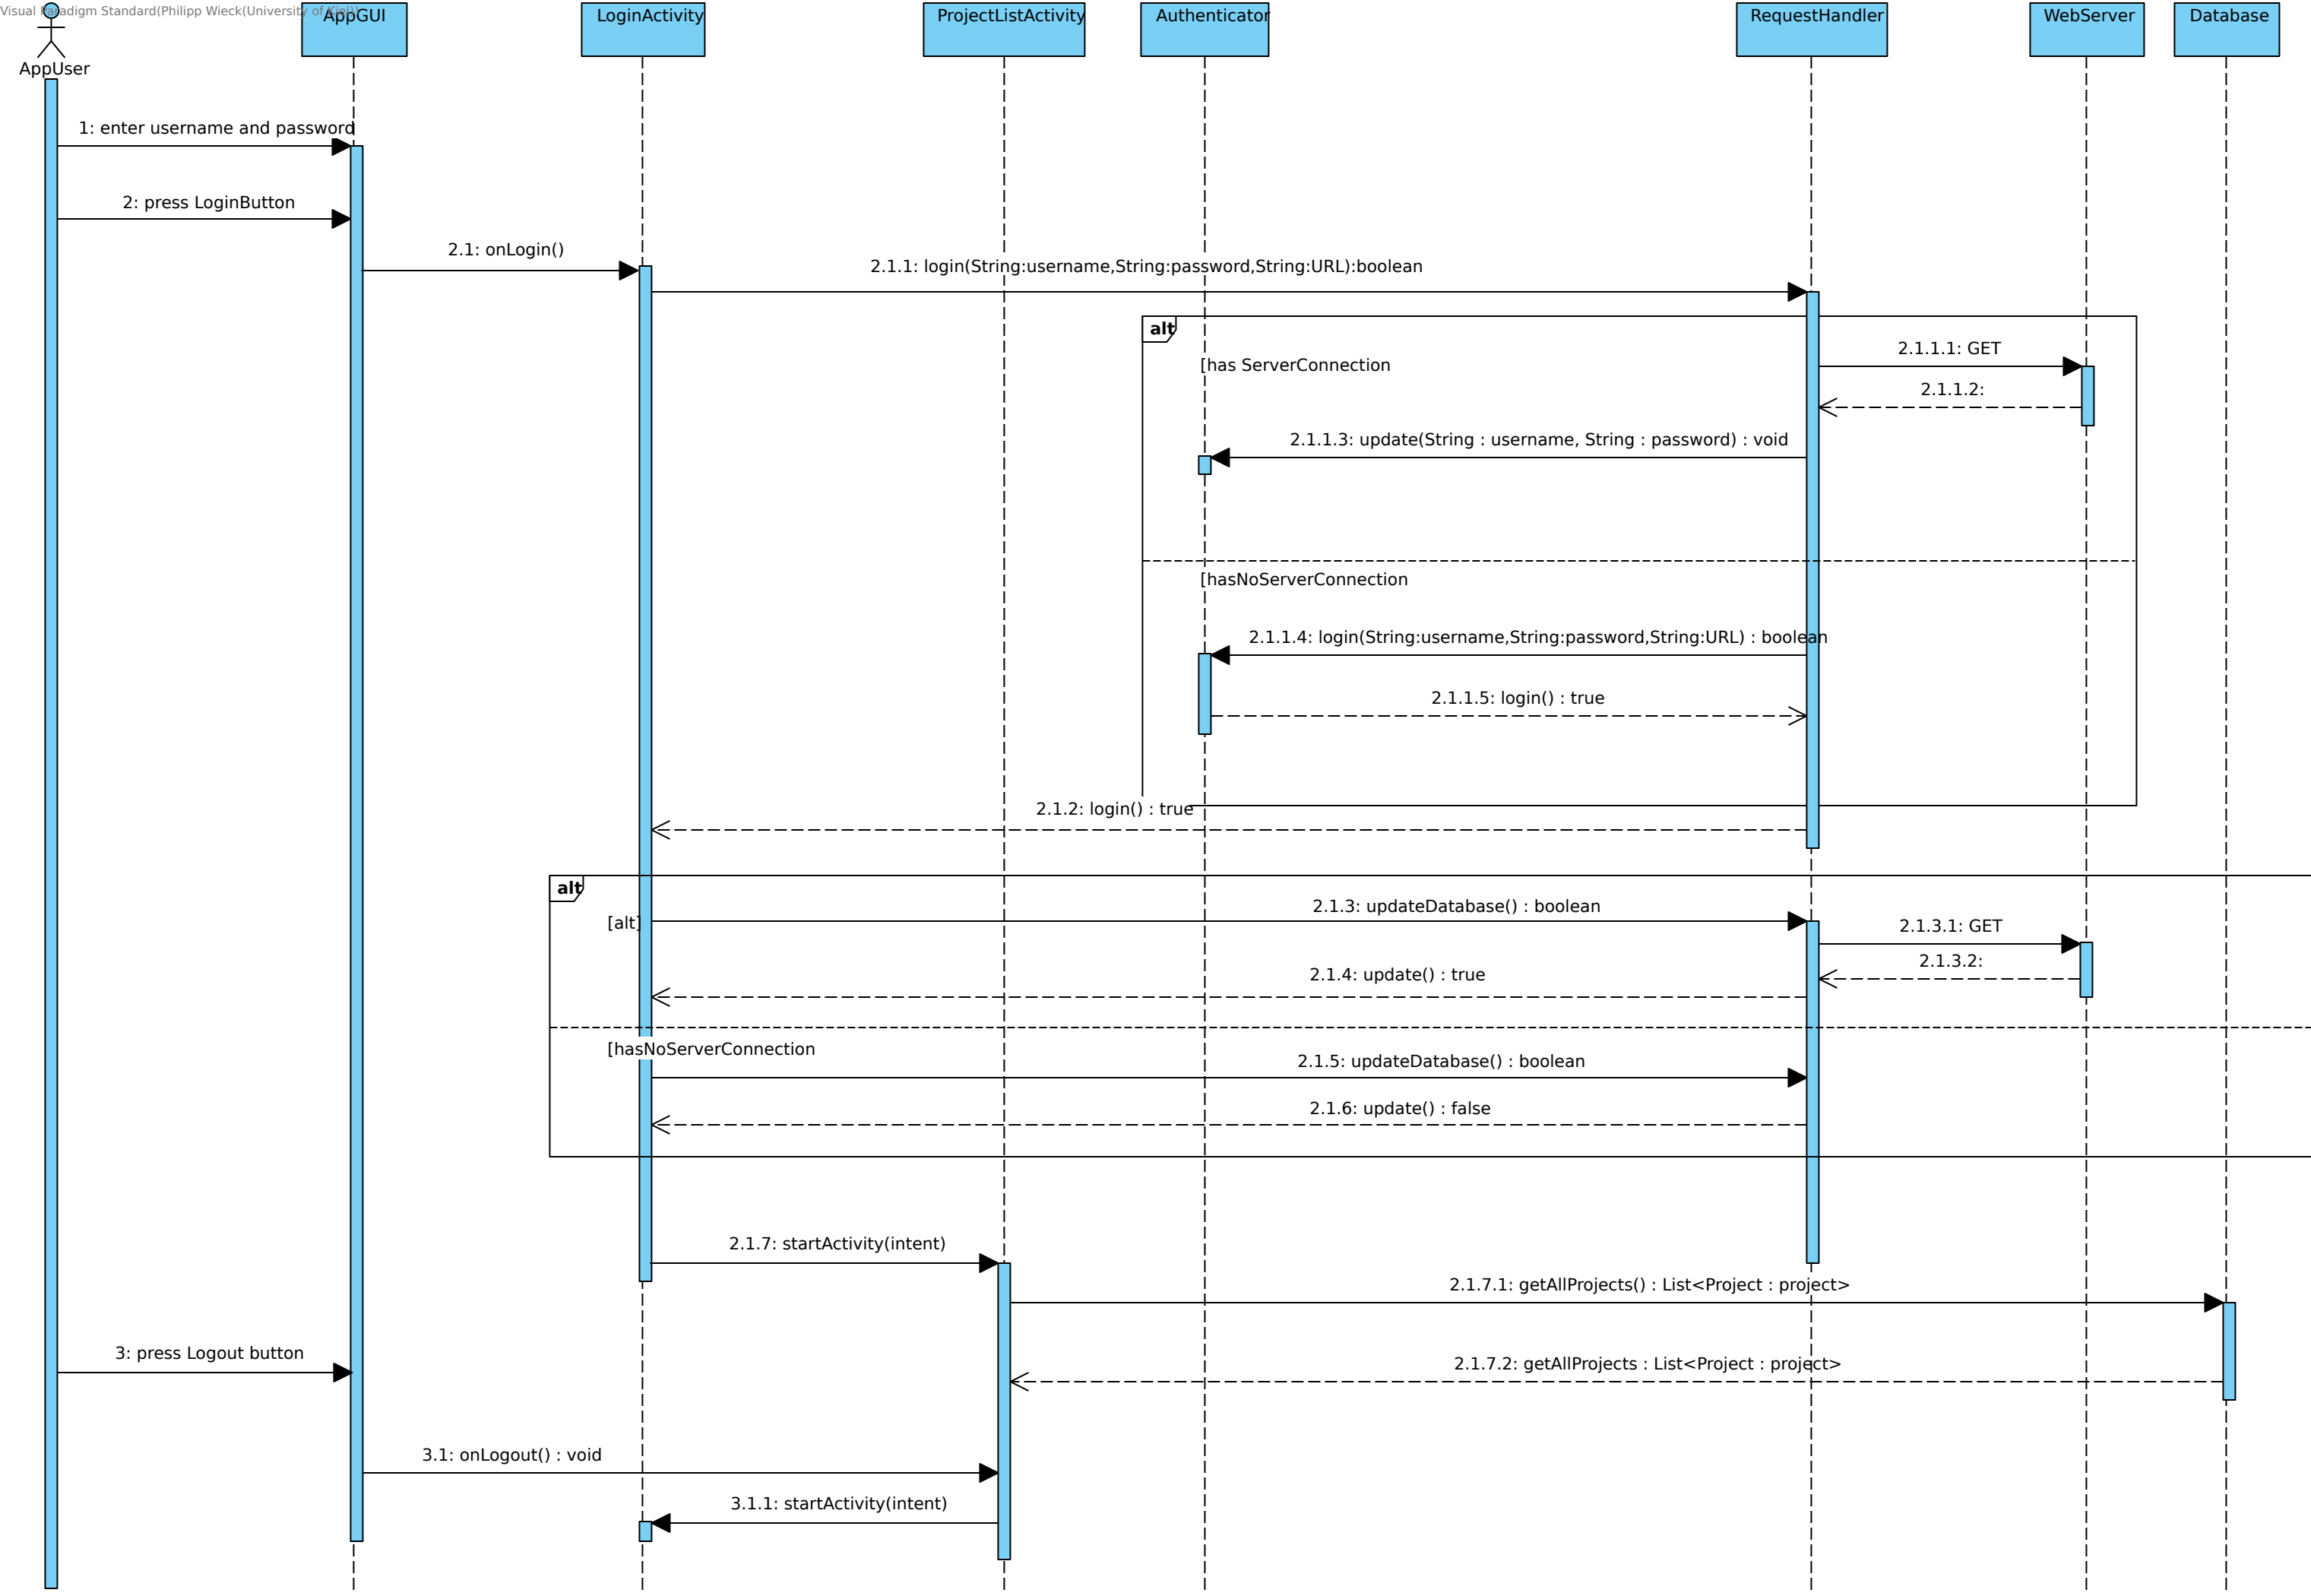 Visual Paradigm Standard(Philipp Wieck(University of Kiel))
AppUser
AppGUI
LoginActivity
ProjectListActivity
Authenticator
RequestHandler
WebServer
Database
1: enter username and password
2: press LoginButton
2.1: onLogin()
2.1.1: login(String:username,String:password,String:URL):boolean
alt
[has ServerConnection
2.1.1.1: GET
2.1.1.2:
2.1.1.3: update(String : username, String : password) : void
[hasNoServerConnection
2.1.1.4: login(String:username,String:password,String:URL) : boolean
2.1.1.5: login() : true
2.1.2: login() : true
alt
[alt]
2.1.3: updateDatabase() : boolean
2.1.3.1: GET
2.1.3.2:
2.1.4: update() : true
[hasNoServerConnection
2.1.5: updateDatabase() : boolean
2.1.6: update() : false
2.1.7: startActivity(intent)
2.1.7.1: getAllProjects() : List<Project : project>
3: press Logout button
2.1.7.2: getAllProjects : List<Project : project>
3.1: onLogout() : void
3.1.1: startActivity(intent)